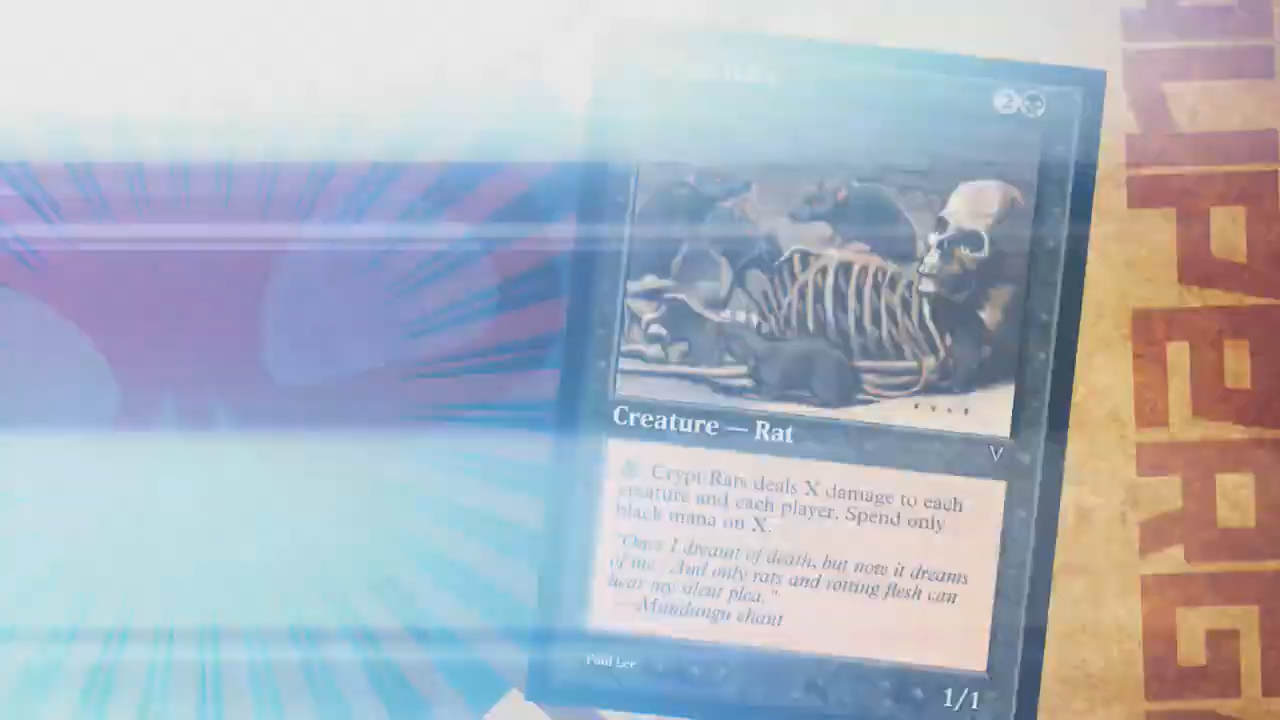 2
Creature — Rat
V
Crypt Rats deals X damage to each
creature and each player. Spend only
black mana on X.
"Once I dreamt of death, but now it dreams
of me. And only rats and rotting flesh can
hear my silent plea."
—Mundungu chant
Paul Lee
1/1